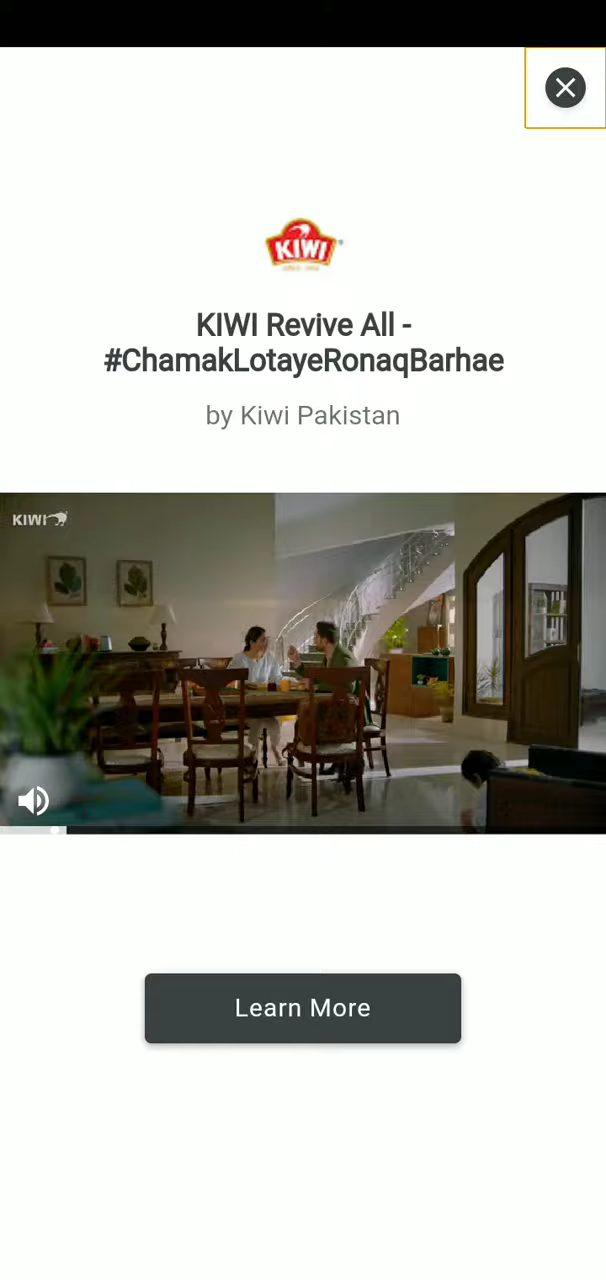 KIWI
KIWI Revive All -
#ChamakLotayeRonaqBarhae
by Kiwi Pakistan
KIWI
Learn More